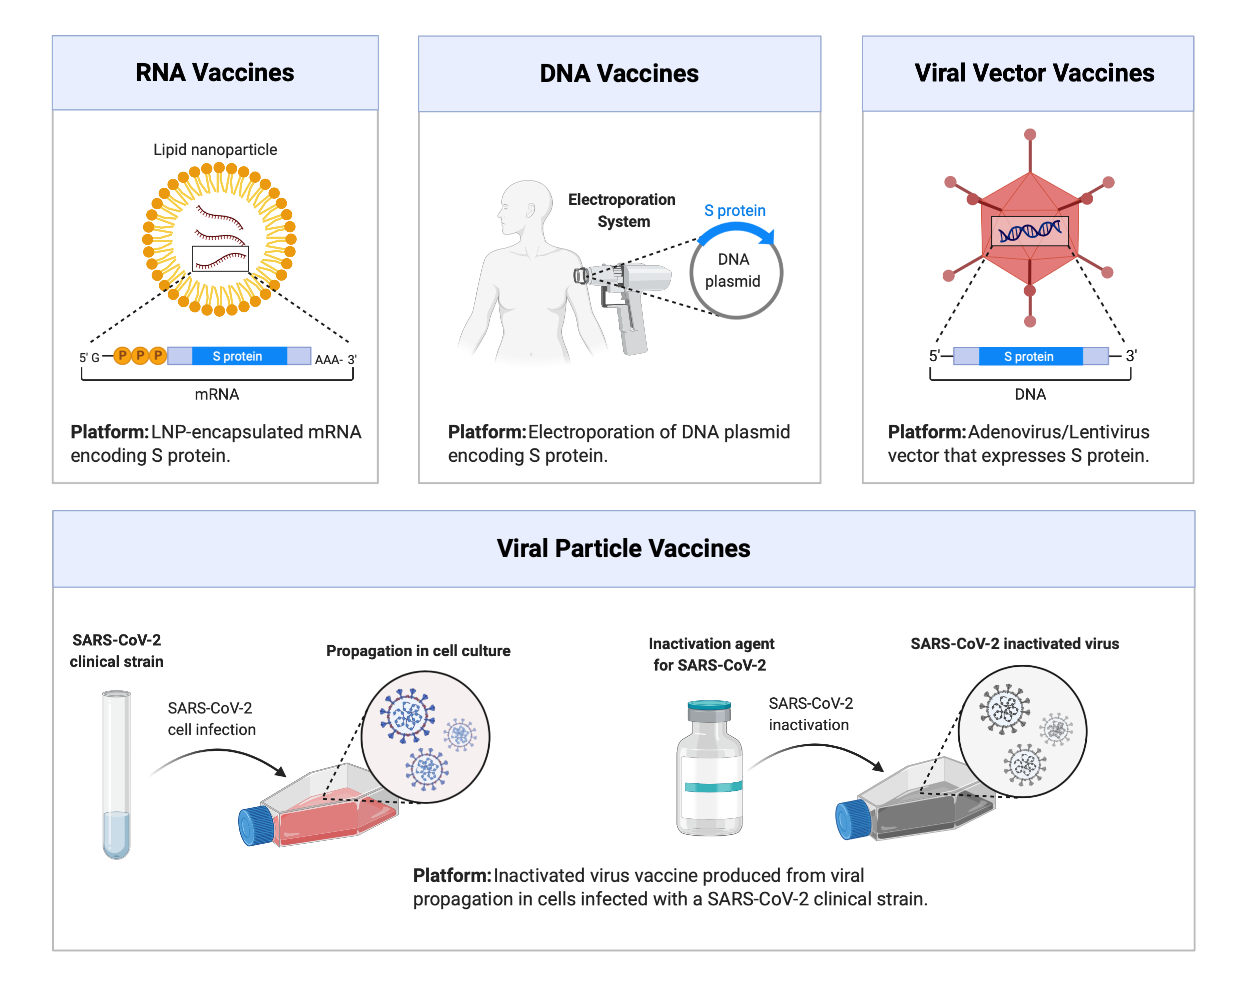 RNA Vaccines
Lipid nanoparticle
5' G
P P P
S protein
AAA- 3'
mRNA
Platform: LNP-encapsulated mRNA
encoding S protein.
DNA Vaccines
Electroporation
System
S protein
DNA
plasmid
Platform: Electroporation of DNA plasmid
encoding S protein.
Viral Vector Vaccines
5'
S protein
3'
DNA
Platform: Adenovirus/Lentivirus
vector that expresses S protein.
Viral Particle Vaccines
SARS-CoV-2
clinical strain
SARS-CoV-2
cell infection
Propagation in cell culture
Inactivation agent
for SARS-CoV-2
SARS-CoV-2
inactivation
SARS-CoV-2 inactivated virus
Platform: Inactivated virus vaccine produced from viral
propagation in cells infected with a SARS-CoV-2 clinical strain.